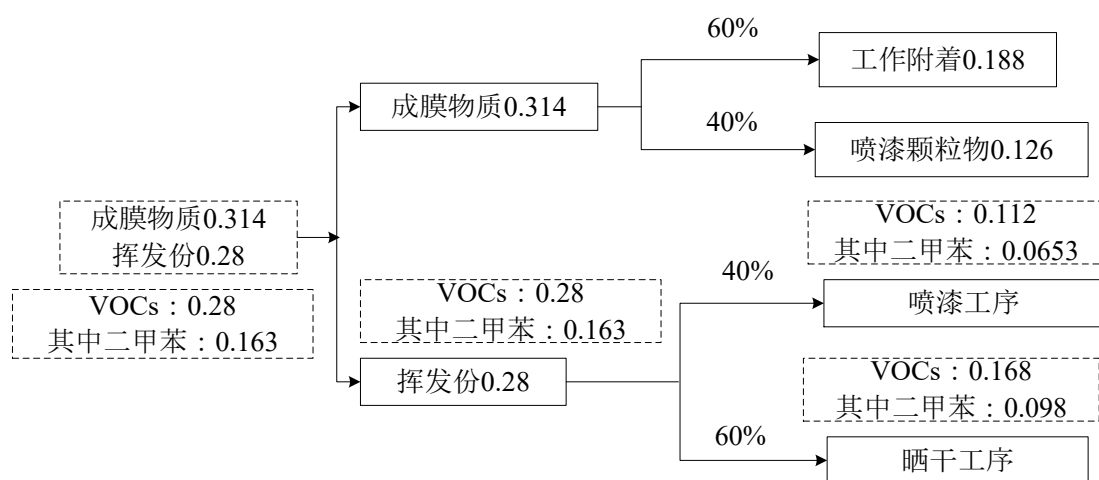 60%
工作附着0.188
成膜物质0.314
40%
喷漆颗粒物0.126
成膜物质0.314
挥发份0.28
VOCs：0.28
其中二甲苯：0.163
VOCs：0.28
其中二甲苯：0.163
挥发份0.28
VOCs：0.112
其中二甲苯：0.0653
40%
喷漆工序
VOCs：0.168
其中二甲苯：0.098
60%
晒干工序